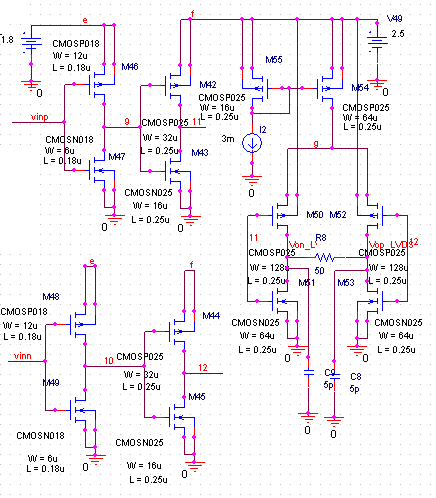 e
f
V49
1.8
2.5
CMOSP018
W = 12u
L = 0.18u
M46
M42
M55
M54
0
0
CMOSP025
W = 16u
L = 0.25u
CMOSP025
W = 64u
L = 0.25u
vinp
9
11
CMOSP025
W = 32u
L = 0.25u
3m
I2
CMOSN018
W = 6u
L = 0.18u
M47
M43
g
0
CMOSN025
W = 16u
L = 0.25u
0
0
M50
M52
11
Von_L
R8
Vop_LVDS
12
CMOSP025
W = 128u
L = 0.25u
50
CMOSP025
W = 128u
L = 0.25u
M51
M53
e
f
M48
M44
CMOSP018
W = 12u
L = 0.18u
CMOSN025
W = 64u
L = 0.25u
CMOSN025
W = 64u
L = 0.25u
0
0
vinn
10
CMOSP025
W = 32u
L = 0.25u
12
C9
5p
C8
5p
M49
M45
0
0
CMOSN018
W = 6u
L = 0.18u
0
CMOSN025
W = 16u
L = 0.25u
0